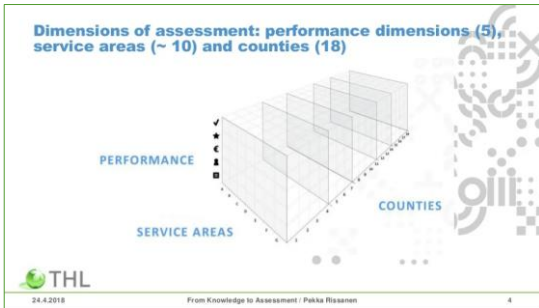 Dimensions of assessment: performance dimensions (5),
service areas (~ 10) and counties (18)
PERFORMANCE
COUNTIES
SERVICE AREAS
THL
24.4.2018
From Knowledge to Assessment / Pekka Rissanen
4